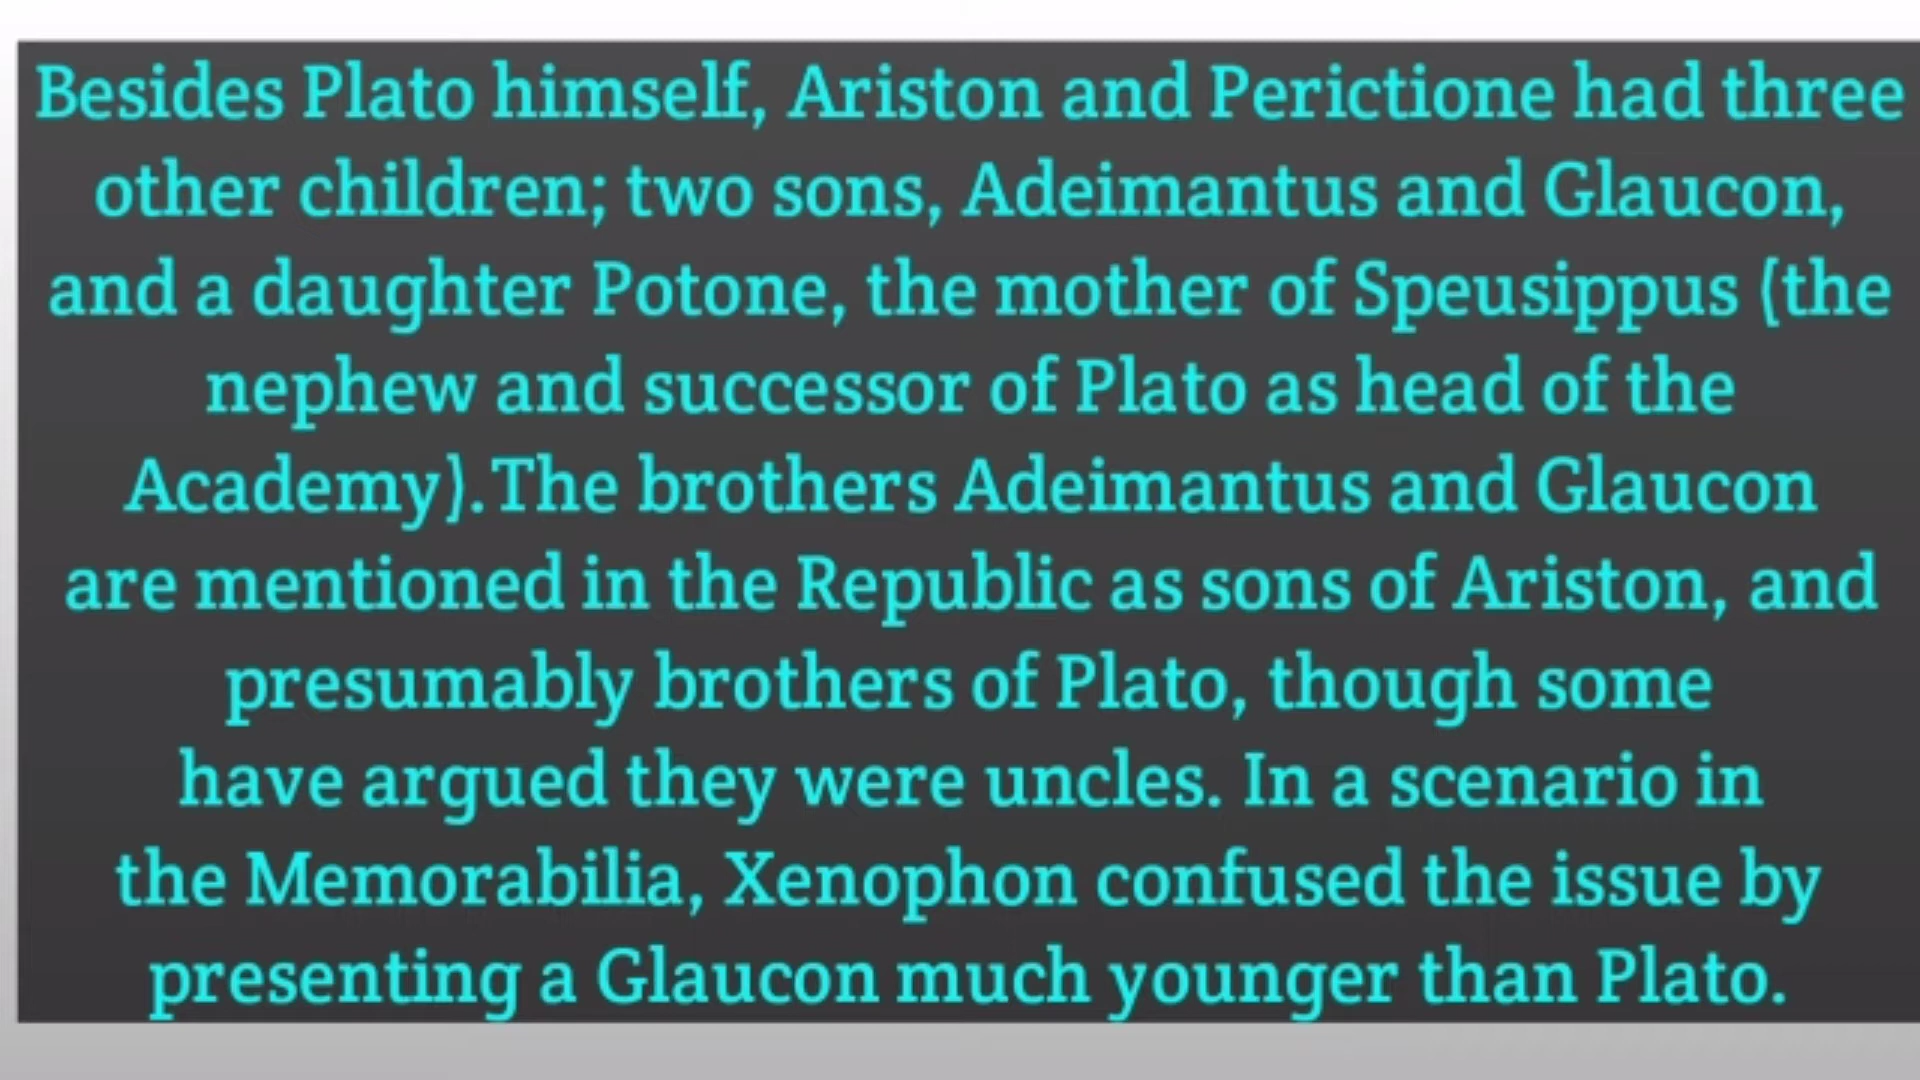 Besides Plato himself, Ariston and Perictione had three
other children; two sons, Adeimantus and Glaucon,
and a daughter Potone, the mother of Speusippus (the
nephew and successor of Plato as head of the
Academy).The brothers Adeimantus and Glaucon
are mentioned in the Republic as sons of Ariston, and
presumably brothers of Plato, though some
have argued they were uncles. In a scenario in
the Memorabilia, Xenophon confused the issue by
presenting a Glaucon much younger than Plato.